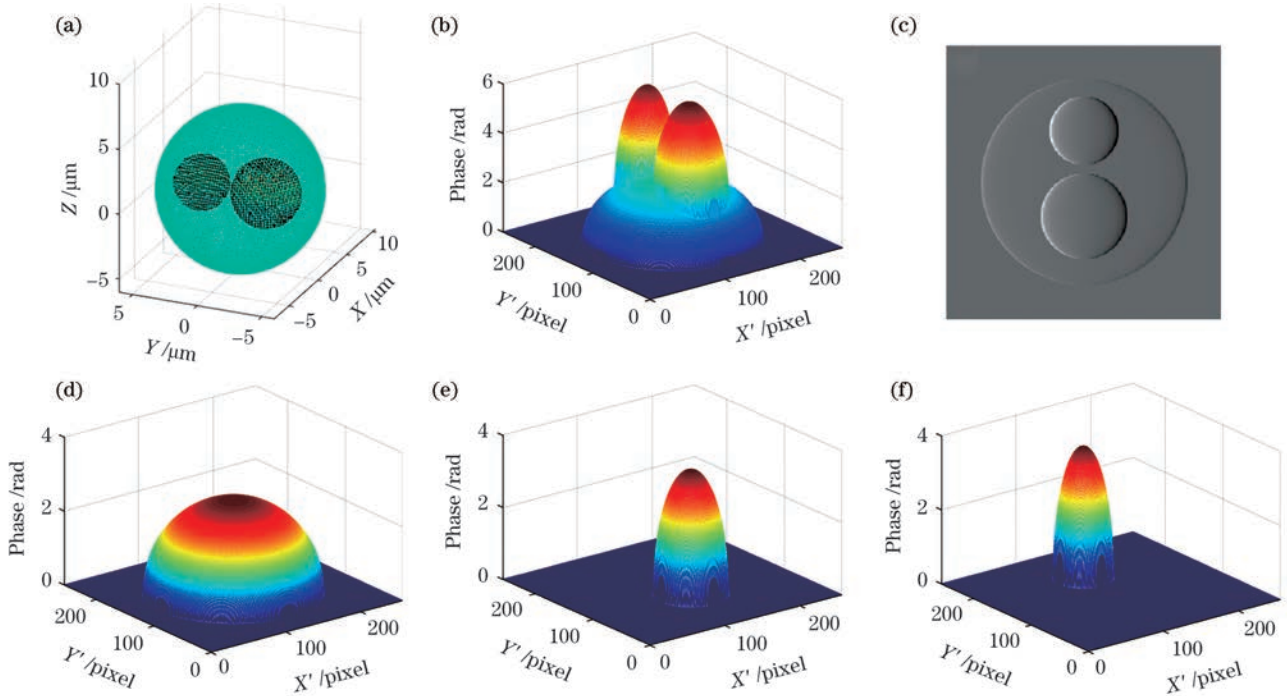 (a)
10
5
0
−5
Z /μm
5
0
−5
Y /μm
−5
0
5
10
X /μm
(b)
6
4
2
0
Phase /rad
200
100
0
Y′ /pixel
0
100
200
X′ /pixel
(c)
(d)
4
2
0
Phase /rad
200
100
0
Y′ /pixel
0
100
200
X′ /pixel
(e)
4
2
0
Phase /rad
200
100
0
Y′ /pixel
0
100
200
X′ /pixel
(f)
4
2
0
Phase /rad
200
100
0
Y′ /pixel
0
100
200
X′ /pixel